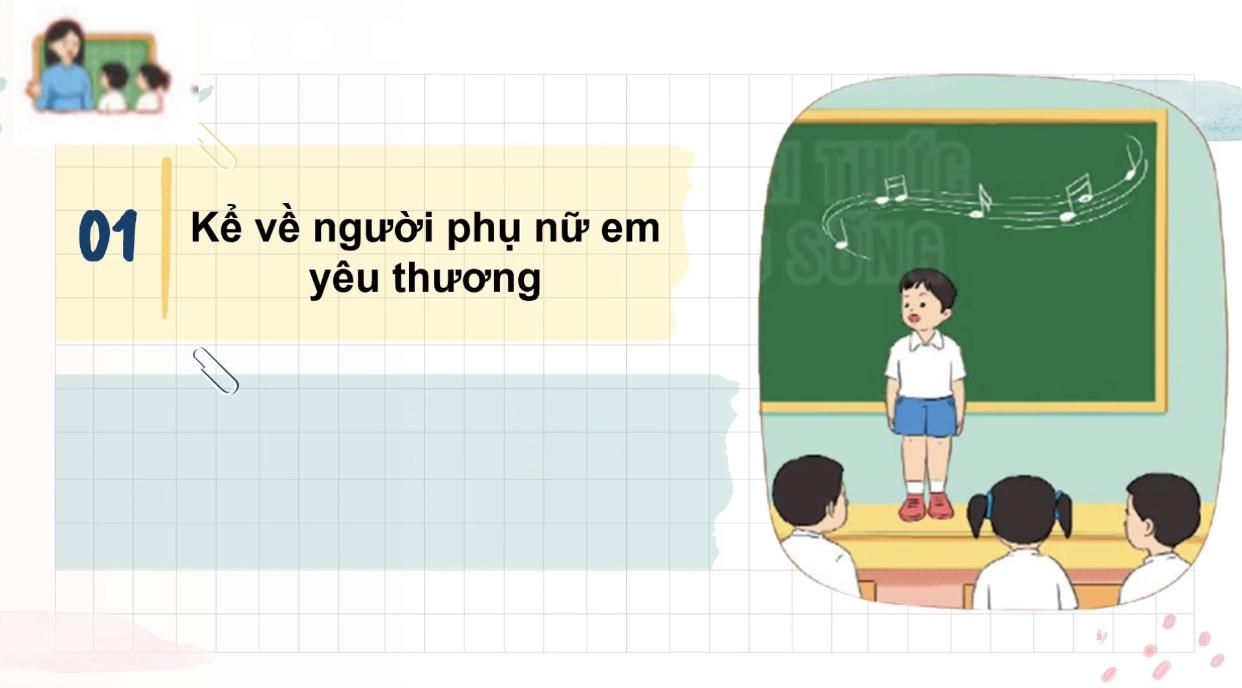 01
Kể về người phụ nữ em
yêu thương